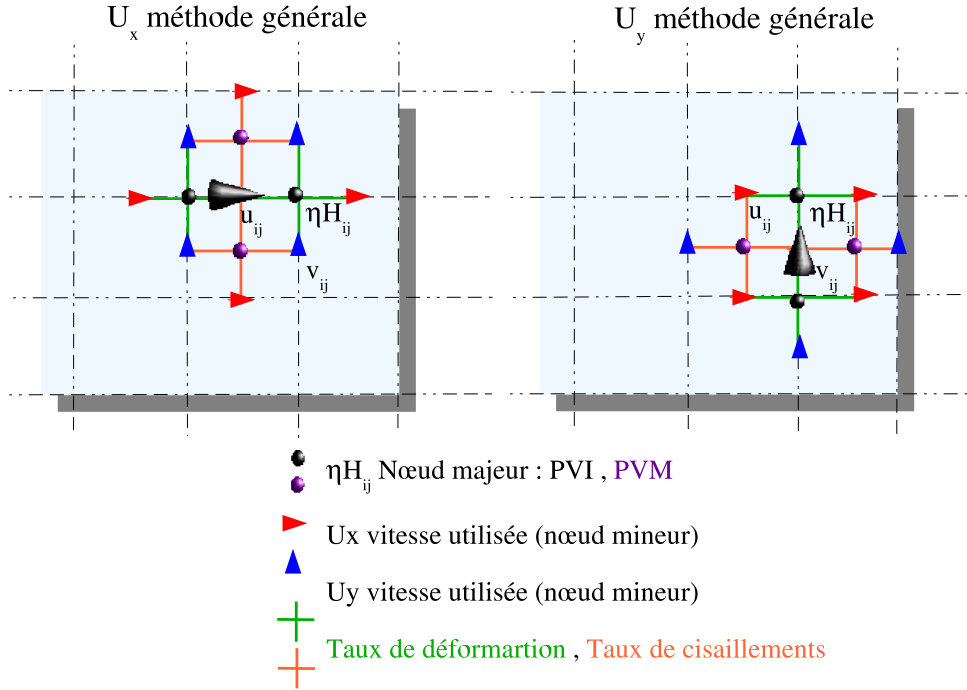 Ux méthode générale
Uy méthode générale
uij ηHij
vij
uij ηHij
vij
ηHij Nœud majeur : PVI , PVM
Ux vitesse utilisée (nœud mineur)
Uy vitesse utilisée (nœud mineur)
Taux de déformartion , Taux de cisaillements